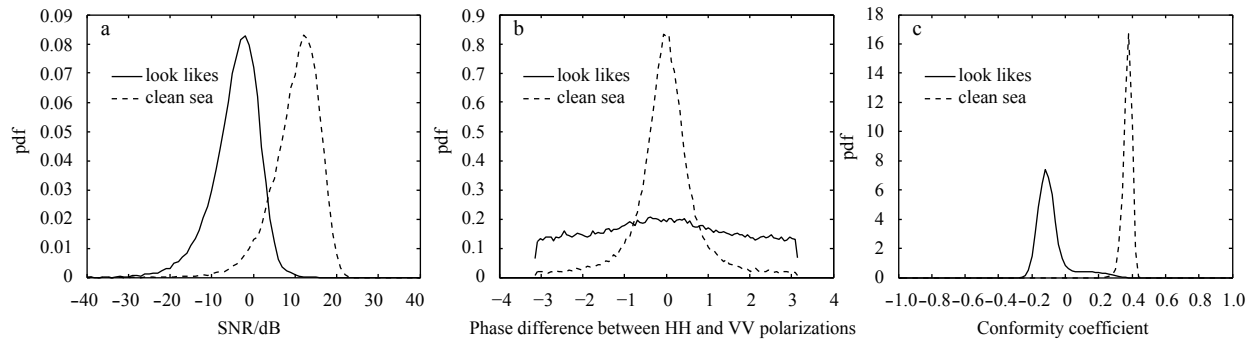 a
0.09
0.08
0.07
0.06
0.05
0.04
0.03
0.02
0.01
0
pdf
look likes
clean sea
–40 –30 –20 –10 0 10 20 30 40
SNR/dB
b
0.9
0.8
0.7
0.6
0.5
0.4
0.3
0.2
0.1
0
pdf
look likes
clean sea
–4 –3 –2 –1 0 1 2 3 4
Phase difference between HH and VV polarizations
c
18
16
14
12
10
8
6
4
2
0
pdf
look likes
clean sea
–1.0 –0.8 –0.6 –0.4 –0.2 0 0.2 0.4 0.6 0.8 1.0
Conformity coefficient